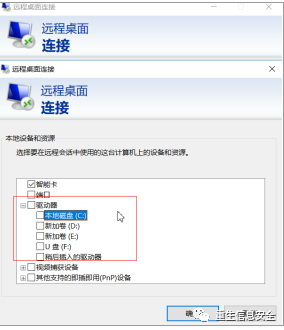 远程桌面连接
远程桌面
连接
远程桌面连接
远程桌面
连接
本地设备和资源
选择要在远程会话中使用的这台计算机上的设备和资源。
智能卡
端口
驱动器
本地磁盘 (C:)
新加卷 (D:)
新加卷 (E:)
U 盘 (F:)
稍后插入的驱动器
视频捕获设备
其他支持的即插即用(PnP)设备
重生信息安全